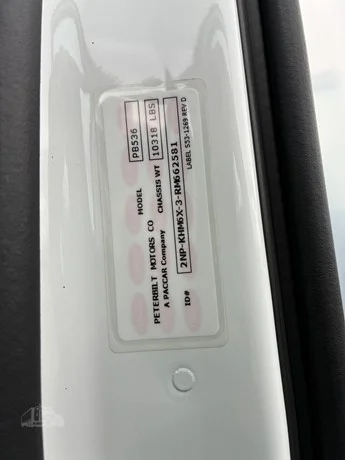 PETERBILT MOTORS CO
A PACCAR Company
MODEL PB536
CHASSIS WT 10318 LBS
ID# 2NP-KHM6X-3-RM662581
LABEL S53-1269 REV D